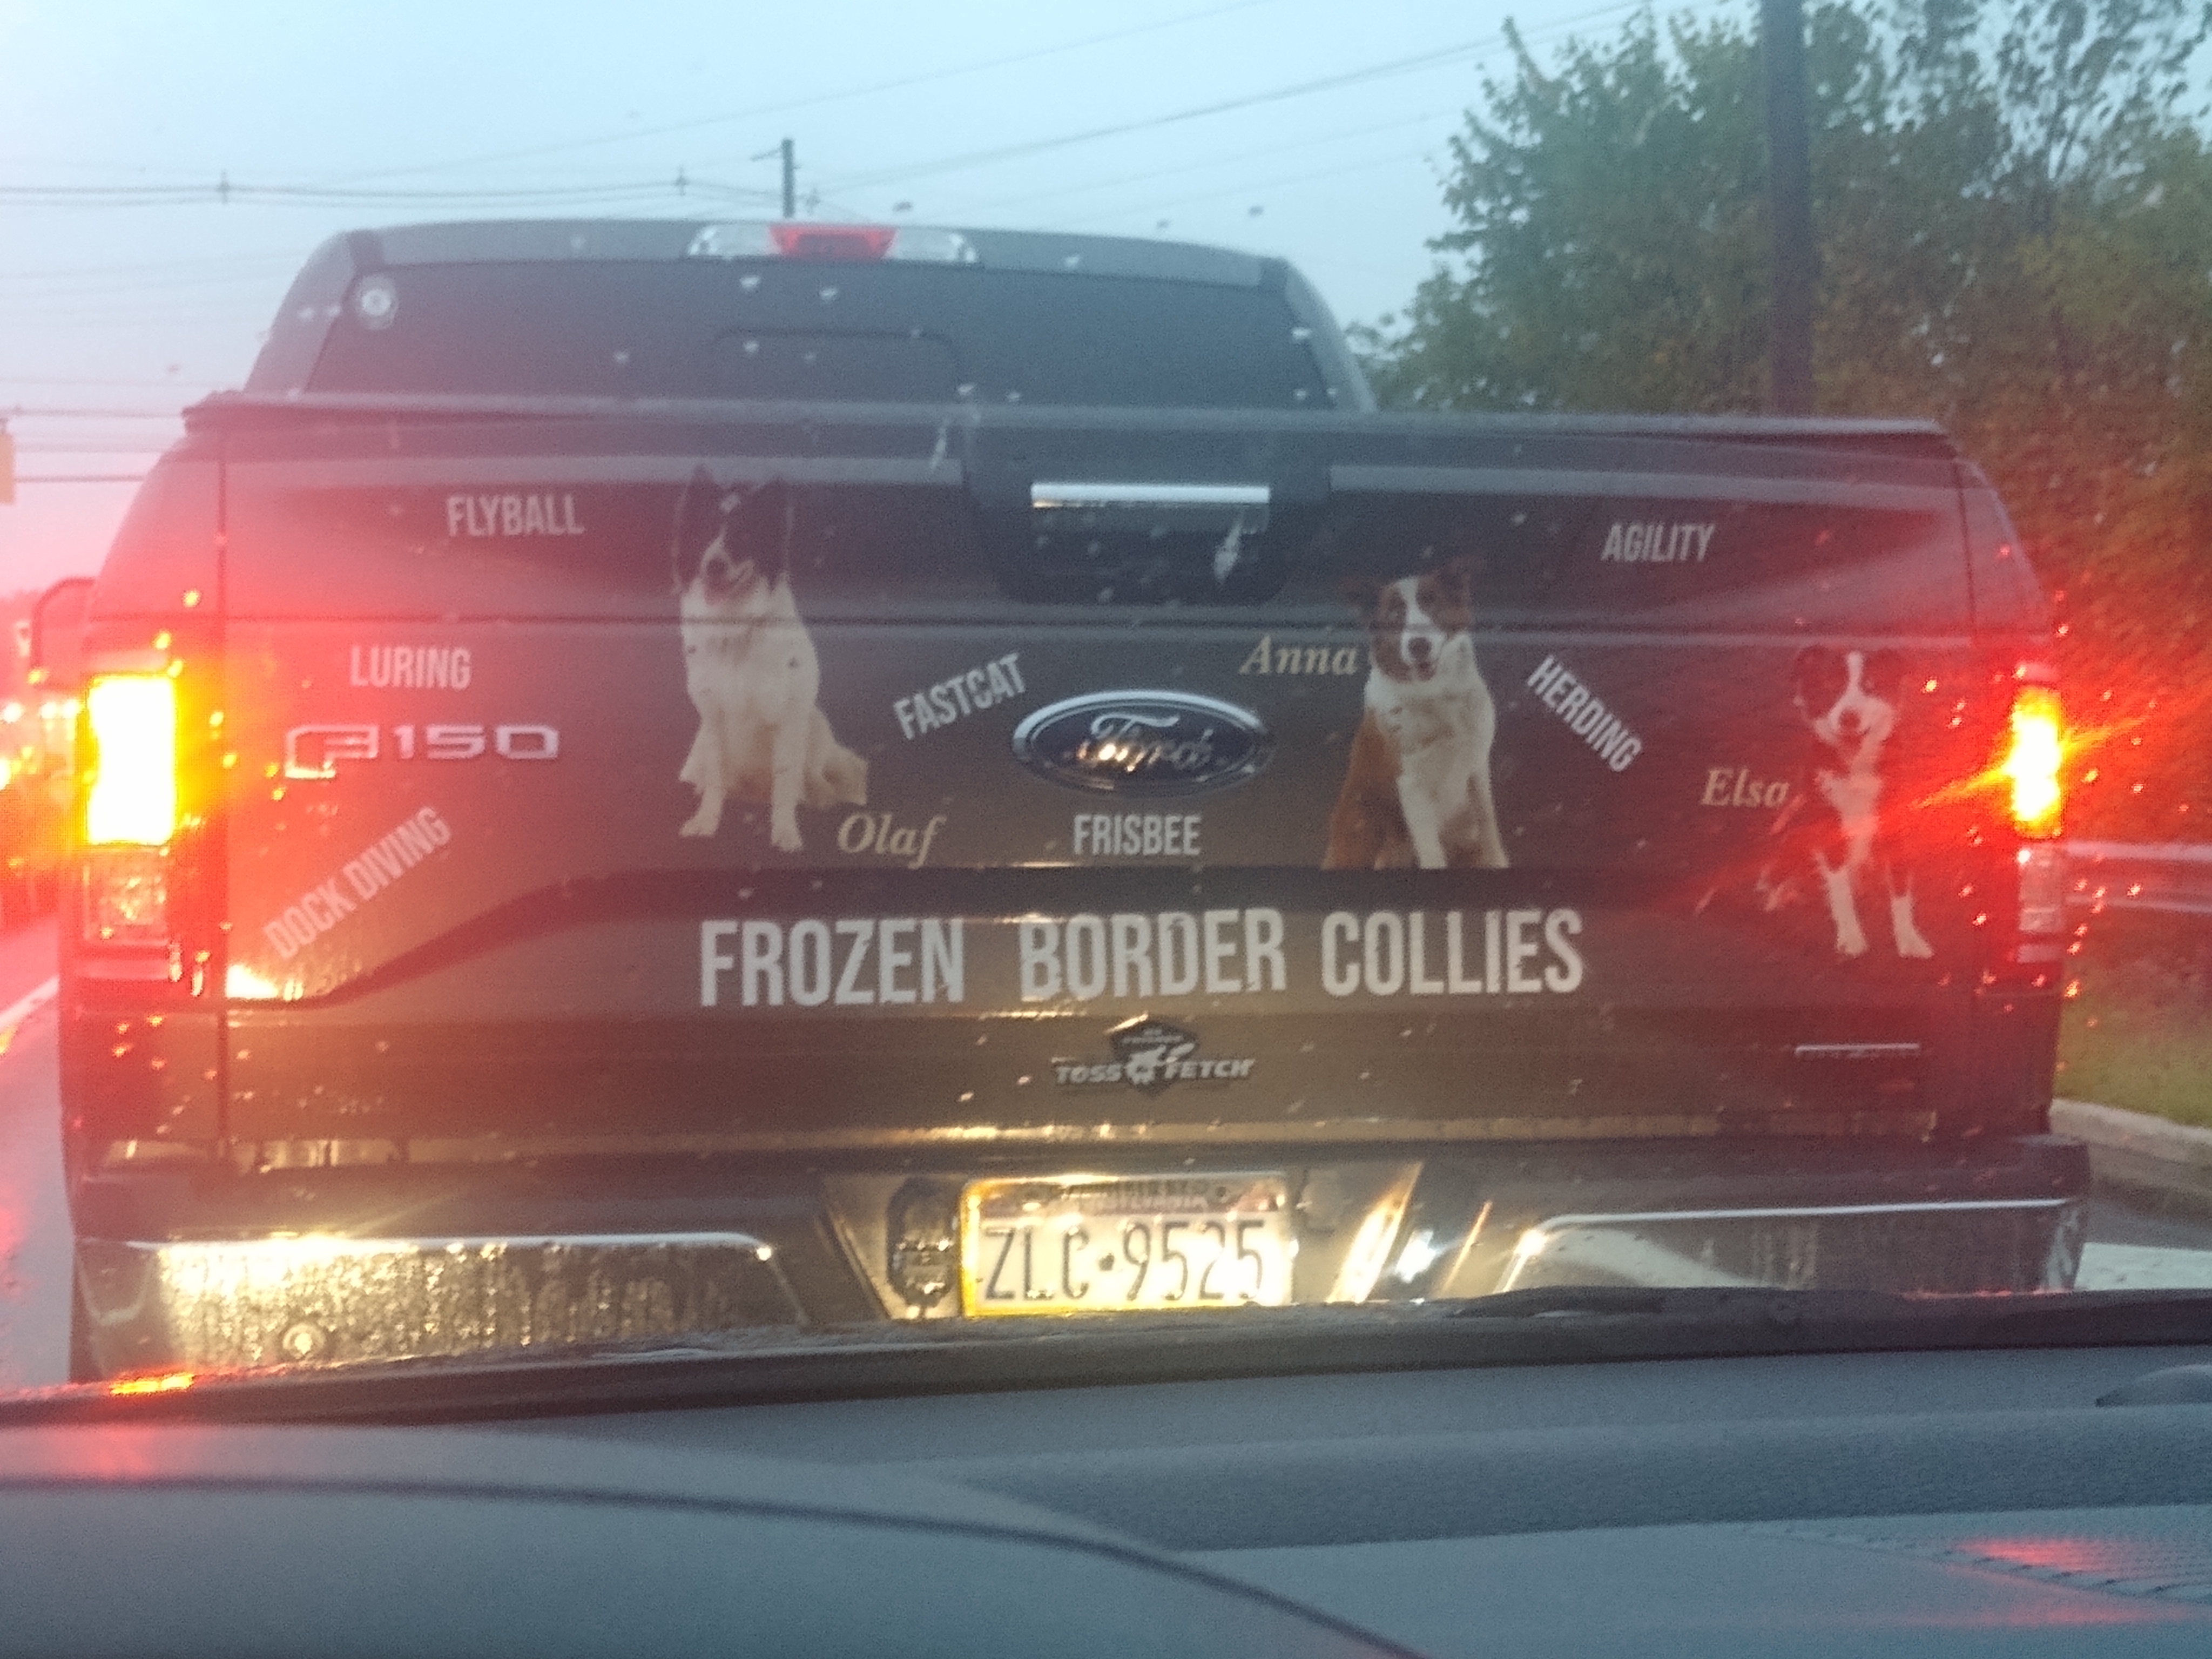 FLYBALL
AGILITY
LURING
FASTCAT
Anna
HERDING
F150
Ford
Elsa
DOCK DIVING
Olaf
FRISBEE
FROZEN BORDER COLLIES
TOSS FETCH
ZLC·9525